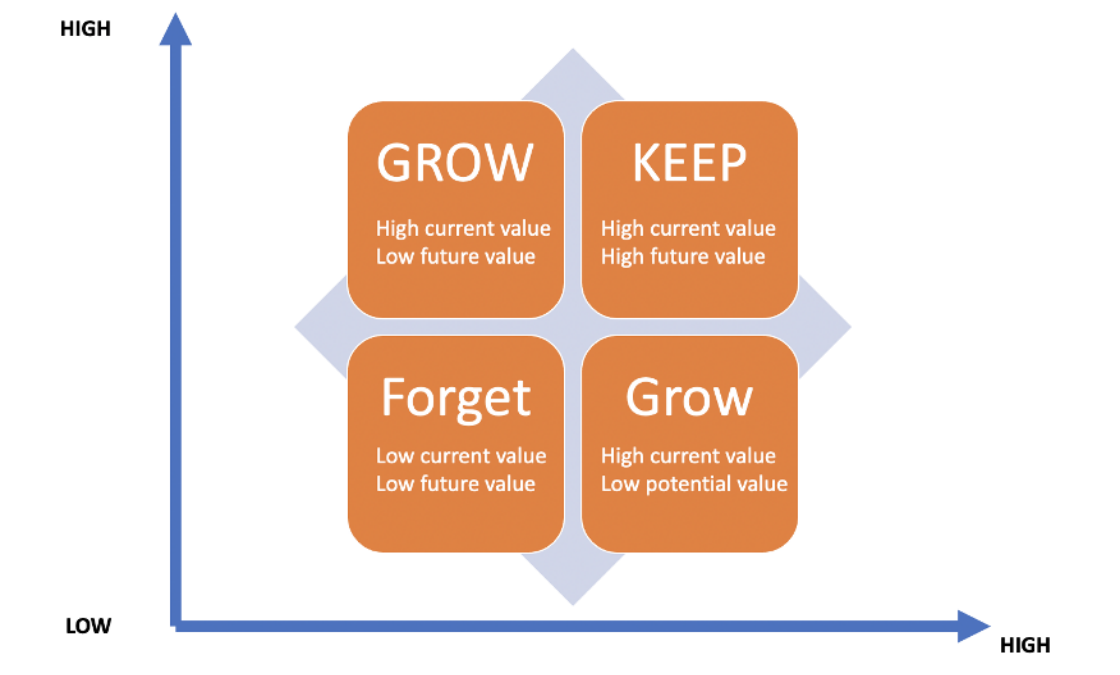 HIGH
GROW
High current value
Low future value
KEEP
High current value
High future value
Forget
Low current value
Low future value
Grow
High current value
Low potential value
LOW
HIGH